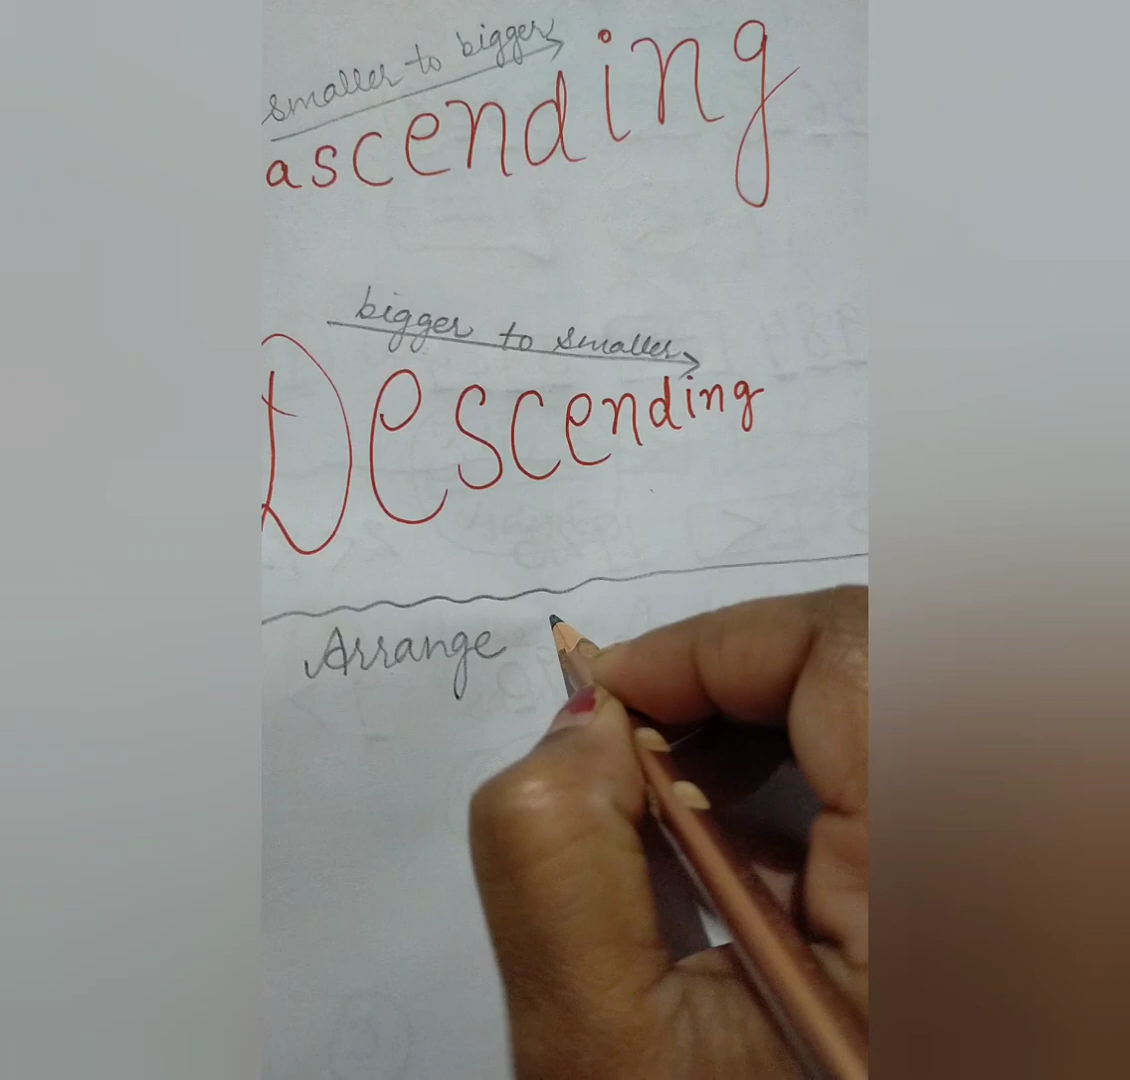 smaller to bigger
ascending
bigger to smaller
Descending
Arrange